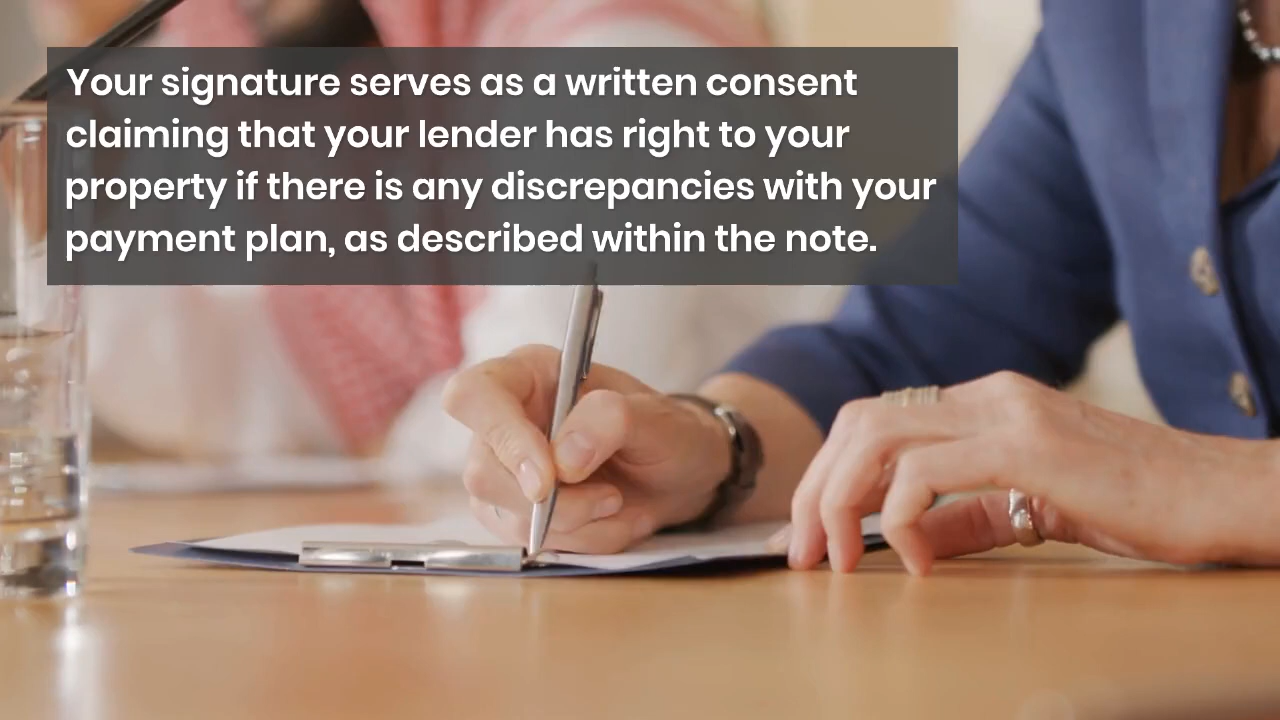 Your signature serves as a written consent
claiming that your lender has right to your
property if there is any discrepancies with your
payment plan, as described within the note.